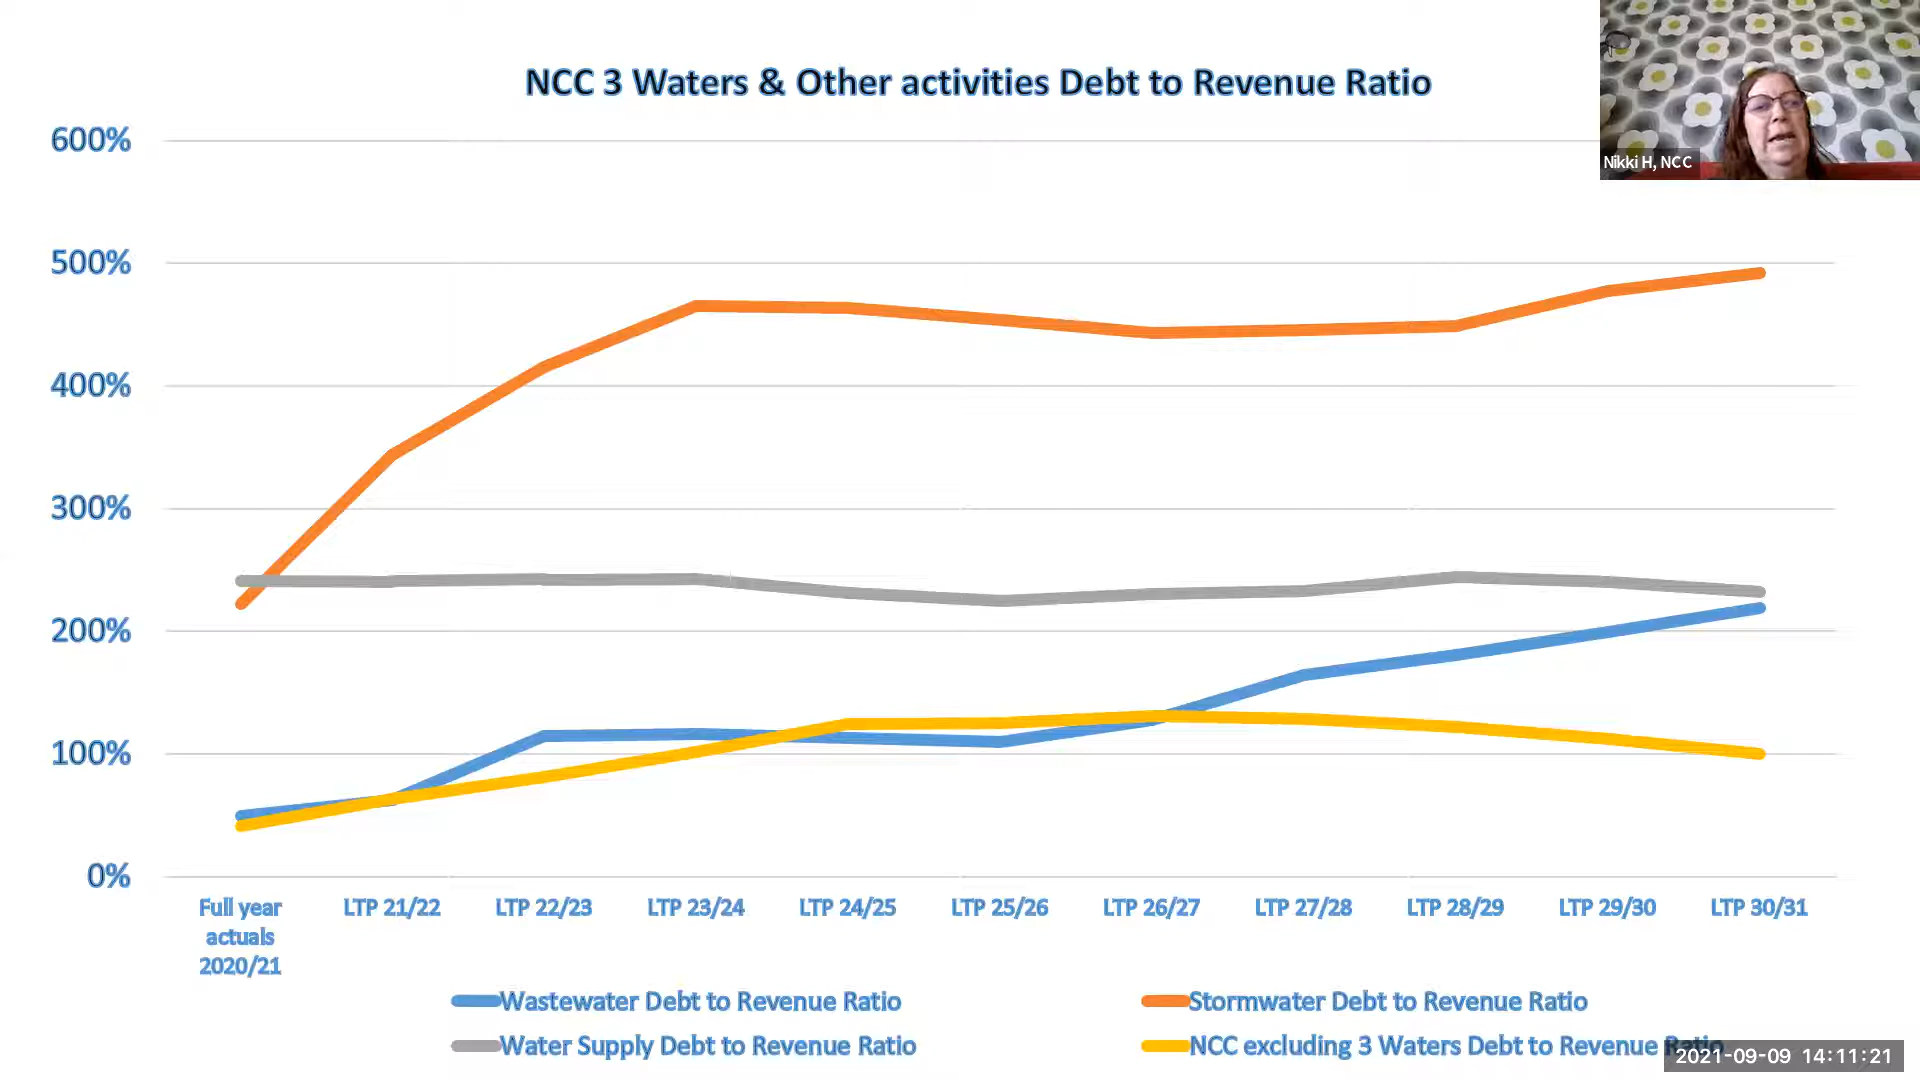 NCC 3 Waters & Other activities Debt to Revenue Ratio
Nikki H, NCC
600%
500%
400%
300%
200%
100%
0%
Full year actuals 2020/21
LTP 21/22
LTP 22/23
LTP 23/24
LTP 24/25
LTP 25/26
LTP 26/27
LTP 27/28
LTP 28/29
LTP 29/30
LTP 30/31
Wastewater Debt to Revenue Ratio
Stormwater Debt to Revenue Ratio
Water Supply Debt to Revenue Ratio
NCC excluding 3 Waters Debt to Revenue Ratio
2021-09-09 14:11:21